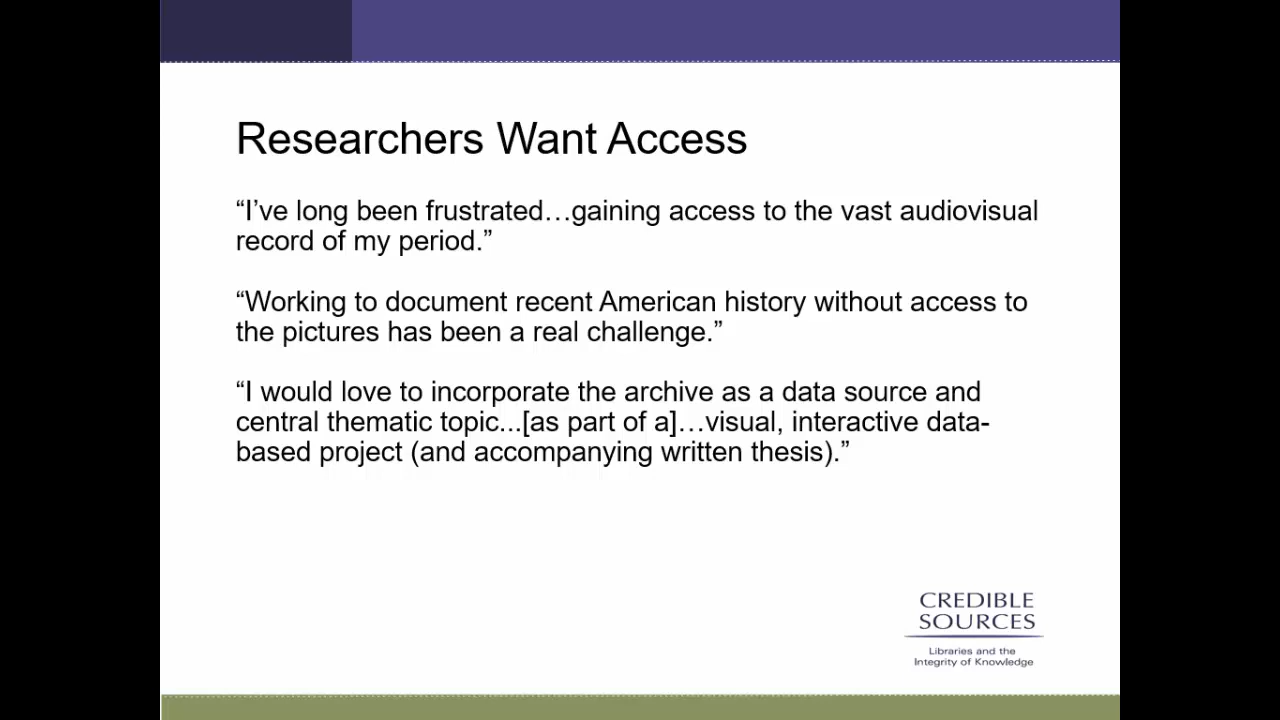 Researchers Want Access
“I’ve long been frustrated…gaining access to the vast audiovisual
record of my period.”
“Working to document recent American history without access to
the pictures has been a real challenge.”
“I would love to incorporate the archive as a data source and
central thematic topic...[as part of a]…visual, interactive data-
based project (and accompanying written thesis).”
CREDIBLE
SOURCES
Libraries and the
Integrity of Knowledge